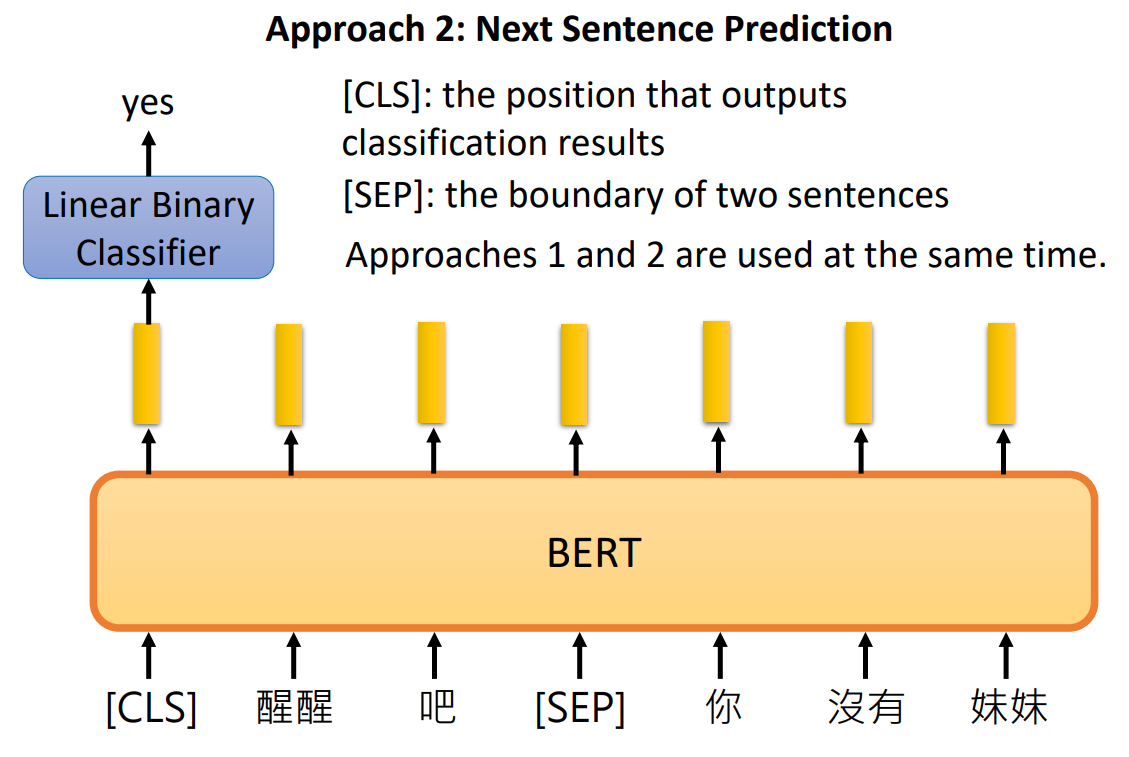 Approach 2: Next Sentence Prediction
yes
[CLS]: the position that outputs
classification results
Linear Binary
Classifier
[SEP]: the boundary of two sentences
Approaches 1 and 2 are used at the same time.
BERT
[CLS] 醒醒 吧 [SEP] 你 沒有 妹妹